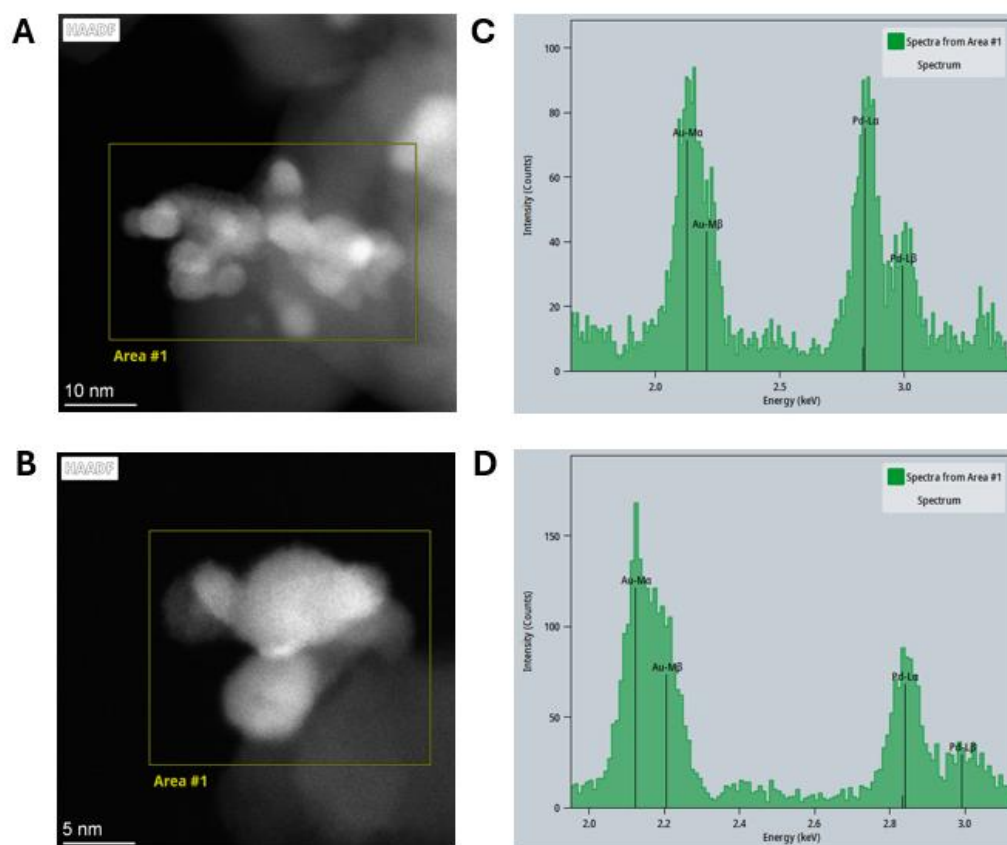 A
HAADF
Area #1
10 nm
C
Spectra from Area #1
Spectrum
100
80
60
40
20
0
Intensity (Counts)
Au-Mα
Au-Mβ
Pd-Lα
Pd-Lβ
2.0
2.5
3.0
Energy (keV)
B
HAADF
Area #1
5 nm
D
Spectra from Area #1
Spectrum
150
100
50
0
Intensity (Counts)
Au-Mα
Au-Mβ
Pd-Lα
Pd-Lβ
2.0
2.2
2.4
2.6
2.8
3.0
Energy (keV)